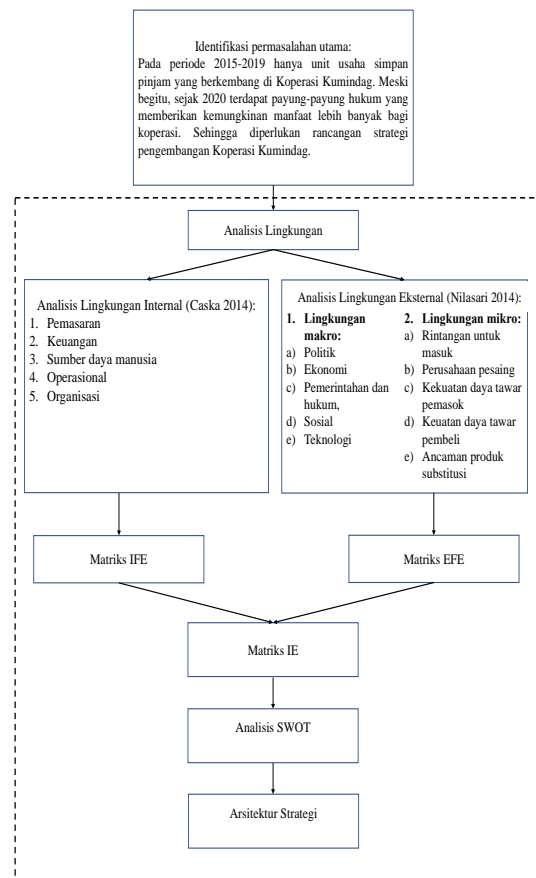 Identifikasi permasalahan utama:
Pada periode 2015-2019 hanya unit usaha simpan
pinjam yang berkembang di Koperasi Kumindag. Meski
begitu, sejak 2020 terdapat payung-payung hukum yang
memberikan kemungkinan manfaat lebih banyak bagi
koperasi. Sehingga diperlukan rancangan strategi
pengembangan Koperasi Kumindag.
Analisis Lingkungan
Analisis Lingkungan Internal (Caska 2014):
1. Pemasaran
2. Keuangan
3. Sumber daya manusia
4. Operasional
5. Organisasi
Analisis Lingkungan Eksternal (Nilasari 2014):
1. Lingkungan
makro:
a) Politik
b) Ekonomi
c) Pemerintahan dan
hukum,
d) Sosial
e) Teknologi
2. Lingkungan mikro:
a) Rintangan untuk
masuk
b) Perusahaan pesaing
c) Kekuatan daya tawar
pemasok
d) Keuatan daya tawar
pembeli
e) Ancaman produk
substitusi
Matriks IFE
Matriks EFE
Matriks IE
Analisis SWOT
Arsitektur Strategi